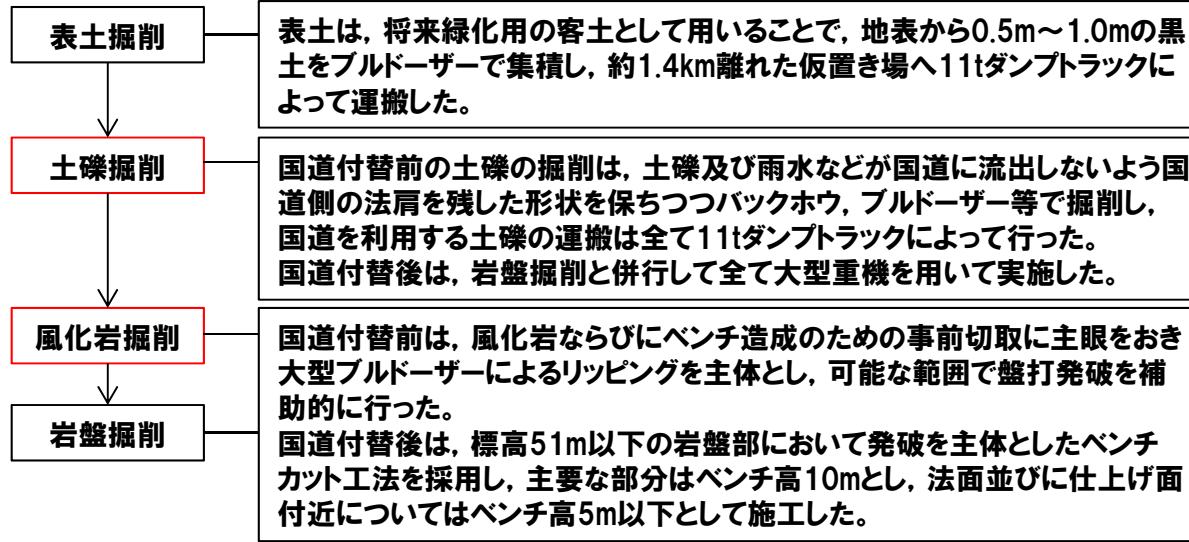 表土掘削
表土は，将来緑化用の客土として用いることで，地表から0.5m～1.0mの黒
土をブルドーザーで集積し，約1.4km離れた仮置き場へ11tダンプトラックに
よって運搬した。
土礫掘削
国道付替前の土礫の掘削は，土礫及び雨水などが国道に流出しないよう国
道側の法肩を残した形状を保ちつつバックホウ，ブルドーザー等で掘削し，
国道を利用する土礫の運搬は全て11tダンプトラックによって行った。
国道付替後は，岩盤掘削と併行して全て大型重機を用いて実施した。
風化岩掘削
岩盤掘削
国道付替前は，風化岩ならびにベンチ造成のための事前切取に主眼をおき
大型ブルドーザーによるリッピングを主体とし，可能な範囲で盤打発破を補
助的に行った。
国道付替後は，標高51m以下の岩盤部において発破を主体としたベンチ
カット工法を採用し，主要な部分はベンチ高10mとし，法面並びに仕上げ面
付近についてはベンチ高5m以下として施工した。